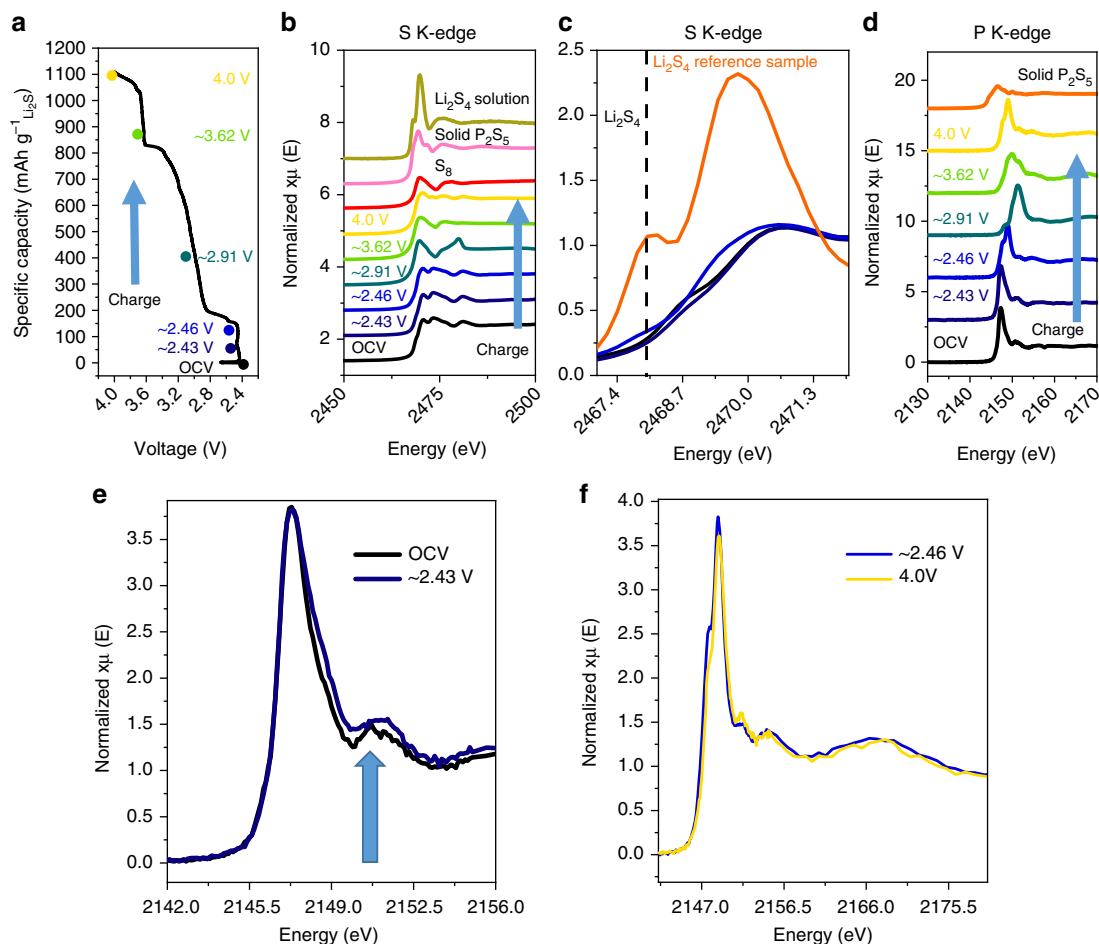 a
Specific capacity (mAh g⁻¹Li₂S)
1200
1100
1000
900
800
700
600
500
400
300
200
100
0
4.0 V
~3.62 V
~2.91 V
Charge
~2.46 V
~2.43 V
OCV
4.0
3.6
3.2
2.8
2.4
Voltage (V)
b
S K-edge
Normalized xμ (E)
10
8
6
4
2
Li₂S₄ solution
Solid P₂S₅
S₈
4.0 V
~3.62 V
~2.91 V
~2.46 V
~2.43 V
OCV
Charge
2450
2475
2500
Energy (eV)
c
S K-edge
Normalized xμ (E)
2.5
2.0
1.5
1.0
0.5
0.0
Li₂S₄ reference sample
Li₂S₄
2467.4
2468.7
2470.0
2471.3
Energy (eV)
d
P K-edge
Normalized xμ (E)
20
15
10
5
0
Solid P₂S₅
4.0 V
~3.62 V
~2.91 V
~2.46 V
~2.43 V
Charge
OCV
2130
2140
2150
2160
2170
Energy (eV)
e
Normalized xμ (E)
3.5
3.0
2.5
2.0
1.5
1.0
0.5
0.0
OCV
~2.43 V
2142.0
2145.5
2149.0
2152.5
2156.0
Energy (eV)
f
Normalized xμ (E)
4.0
3.5
3.0
2.5
2.0
1.5
1.0
0.5
0.0
~2.46 V
4.0V
2147.0
2156.5
2166.0
2175.5
Energy (eV)